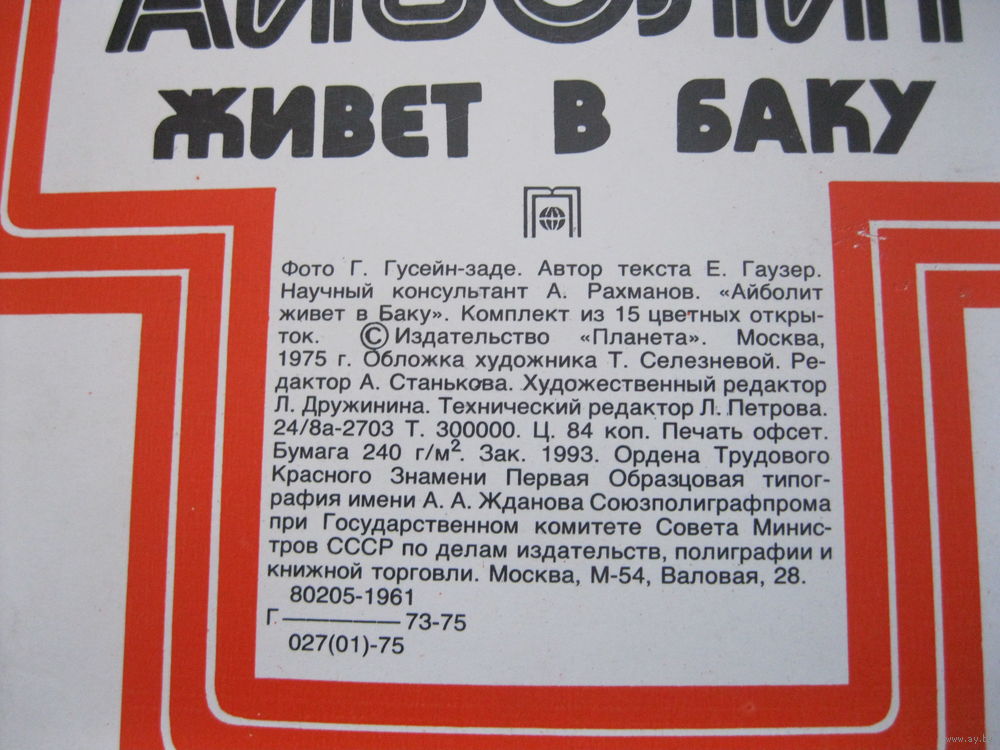 АЙБОЛИТ
ЖИВЕТ В БАКУ
Фото Г. Гусейн-заде. Автор текста Е. Гаузер.
Научный консультант А. Рахманов. «Айболит
живет в Баку». Комплект из 15 цветных откры-
ток. © Издательство «Планета». Москва,
1975 г. Обложка художника Т. Селезневой. Ре-
дактор А. Станькова. Художественный редактор
Л. Дружинина. Технический редактор Л. Петрова.
24/8а-2703 Т. 300000. Ц. 84 коп. Печать офсет.
Бумага 240 г/м². Зак. 1993. Ордена Трудового
Красного Знамени Первая Образцовая типог-
рафия имени А. А. Жданова Союзполиграфпрома
при Государственном комитете Совета Минис-
тров СССР по делам издательств, полиграфии и
книжной торговли. Москва, М-54, Валовая, 28.
80205-1961
Г ———— 73-75
027(01)-75